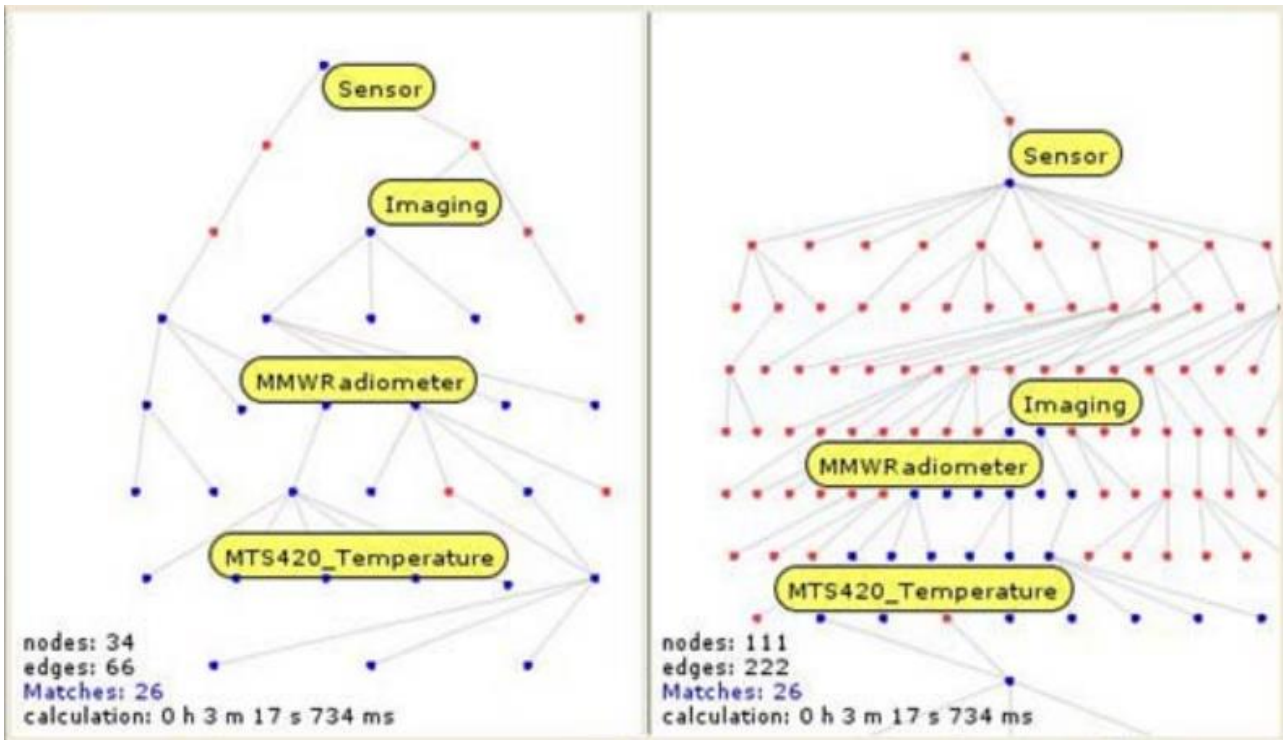 Sensor
Imaging
MMWRadiometer
MTS420_Temperature
nodes: 34
edges: 66
Matches: 26
calculation: 0 h 3 m 17 s 734 ms
Sensor
Imaging
MMWRadiometer
MTS420_Temperature
nodes: 111
edges: 222
Matches: 26
calculation: 0 h 3 m 17 s 734 ms